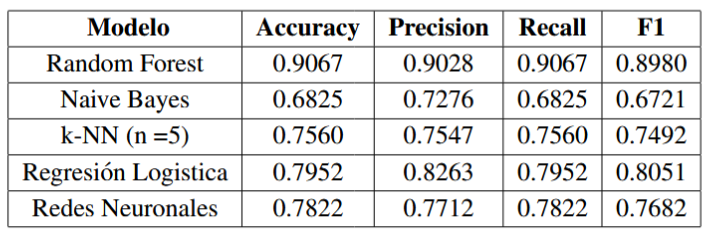 Modelo Accuracy Precision Recall F1
Random Forest 0.9067 0.9028 0.9067 0.8980
Naive Bayes 0.6825 0.7276 0.6825 0.6721
k-NN (n =5) 0.7560 0.7547 0.7560 0.7492
Regresión Logistica 0.7952 0.8263 0.7952 0.8051
Redes Neuronales 0.7822 0.7712 0.7822 0.7682